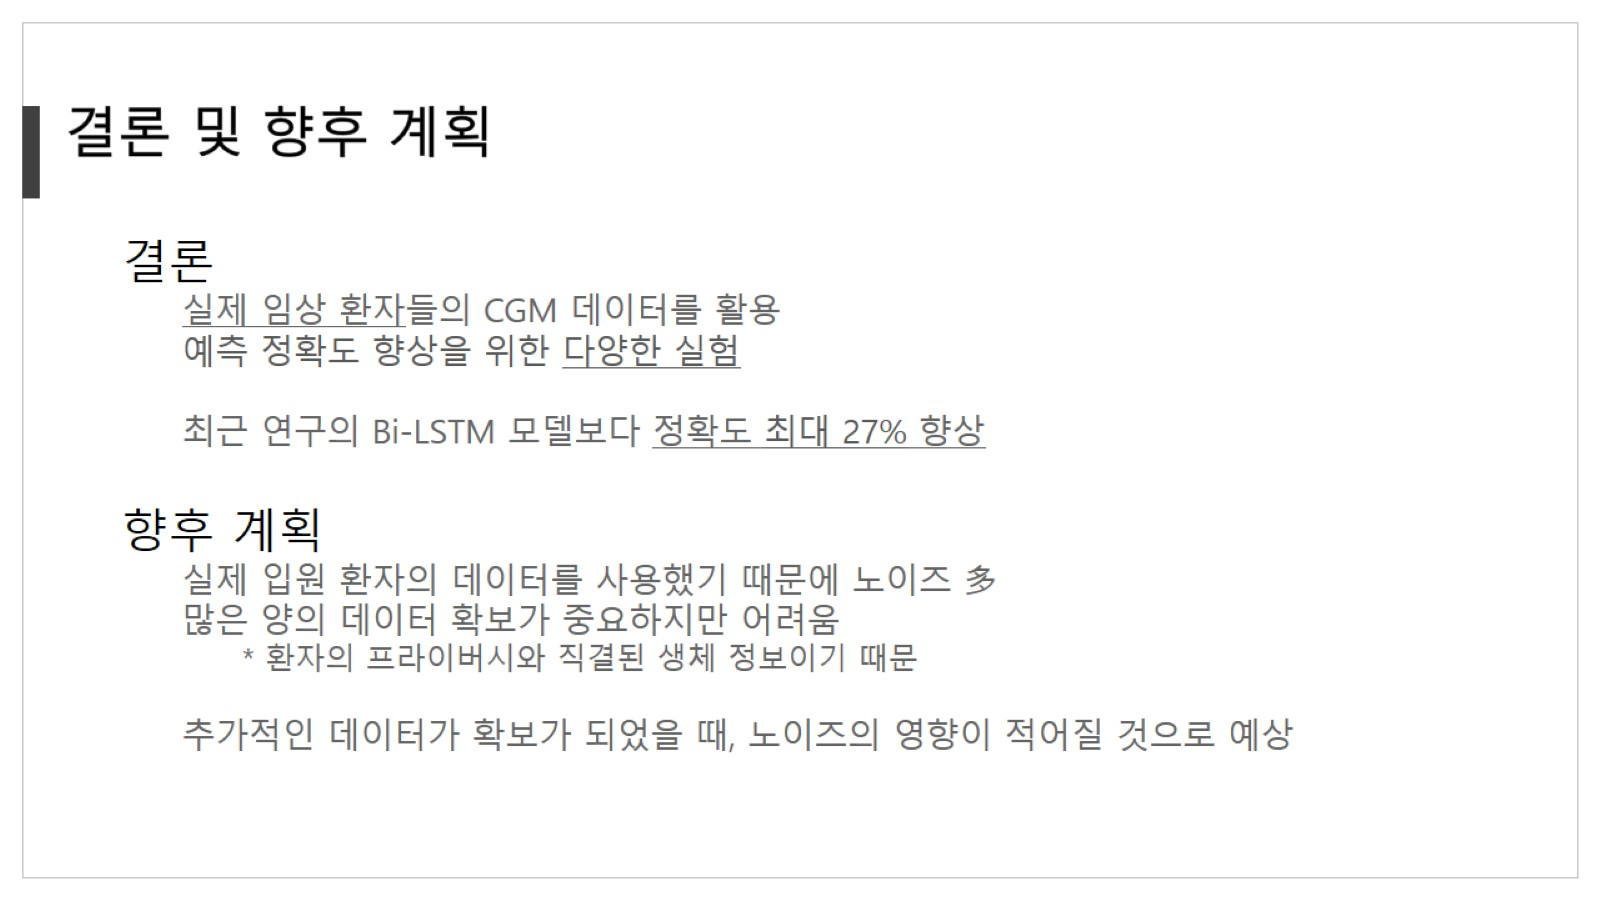 결론 및 향후 계획
결론
실제 임상 환자들의 CGM 데이터를 활용
예측 정확도 향상을 위한 다양한 실험
최근 연구의 Bi-LSTM 모델보다 정확도 최대 27% 향상
향후 계획
실제 입원 환자의 데이터를 사용했기 때문에 노이즈 多
많은 양의 데이터 확보가 중요하지만 어려움
* 환자의 프라이버시와 직결된 생체 정보이기 때문
추가적인 데이터가 확보가 되었을 때, 노이즈의 영향이 적어질 것으로 예상